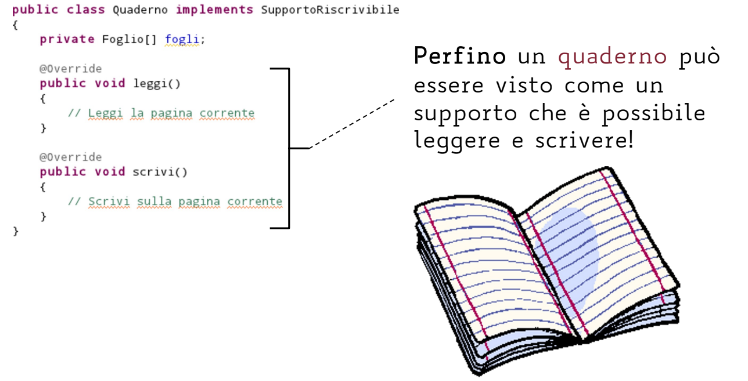 public class Quaderno implements SupportoRiscrivibile
{
private Foglio[] fogli;
@Override
public void leggi()
{
// Leggi la pagina corrente
}
@Override
public void scrivi()
{
// Scrivi sulla pagina corrente
}
}
Perfino un quaderno può
essere visto come un
supporto che è possibile
leggere e scrivere!